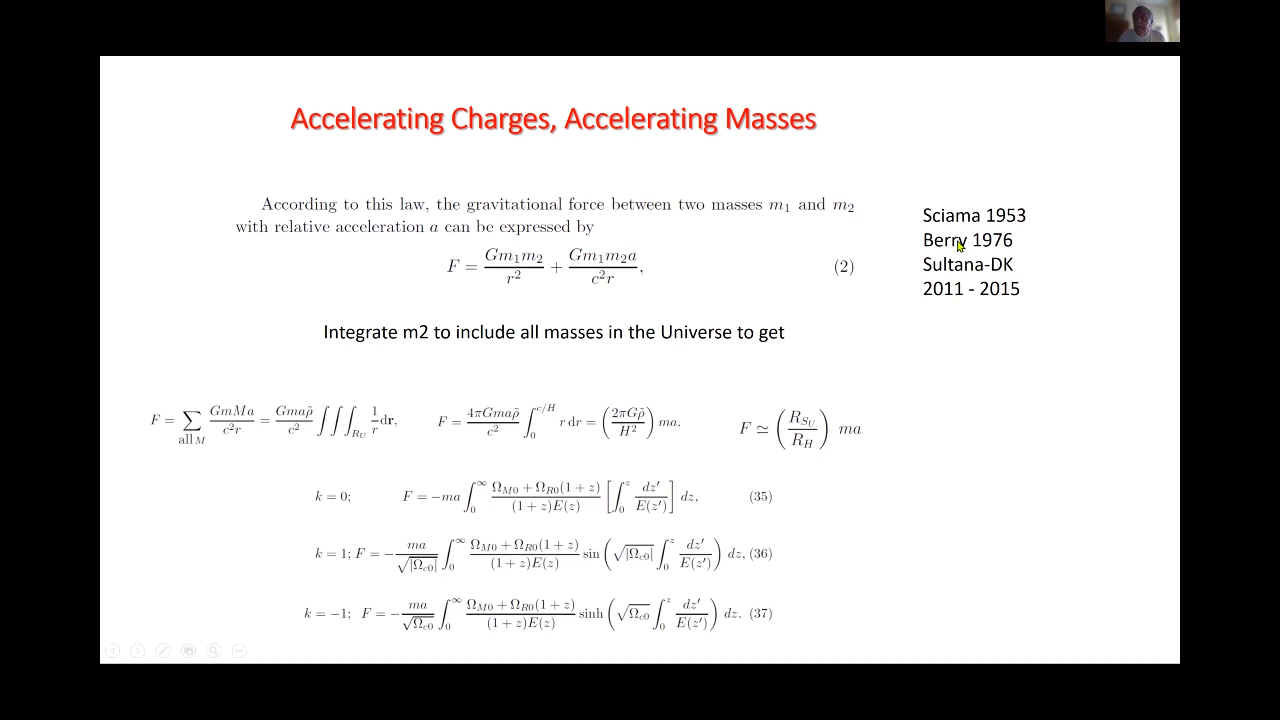 Accelerating Charges, Accelerating Masses
According to this law, the gravitational force between two masses m₁ and m₂
with relative acceleration a can be expressed by
F = Gm₁m₂/r² + Gm₁m₂a/c²r, (2)
Sciama 1953
Berry 1976
Sultana-DK
2011 - 2015
Integrate m2 to include all masses in the Universe to get
F = ∑_{all M} GmMa/c²r = Gmaρ̃/c² ∭_{R_U} 1/r dr, F = 4πGmaρ̃/c² ∫₀^{c/H} r dr = (2πGρ̃/H²) ma. F ≃ (R_{S_U}/R_H) ma
k = 0; F = −ma ∫₀^∞ Ω_{M0} + Ω_{R0}(1 + z)/(1 + z)E(z) [∫₀^z dz′/E(z′)] dz, (35)
k = 1; F = − ma/√|Ω_{c0}| ∫₀^∞ Ω_{M0} + Ω_{R0}(1 + z)/(1 + z)E(z) sin (√|Ω_{c0}| ∫₀^z dz′/E(z′)) dz, (36)
k = −1; F = − ma/√Ω_{c0} ∫₀^∞ Ω_{M0} + Ω_{R0}(1 + z)/(1 + z)E(z) sinh (√Ω_{c0} ∫₀^z dz′/E(z′)) dz. (37)